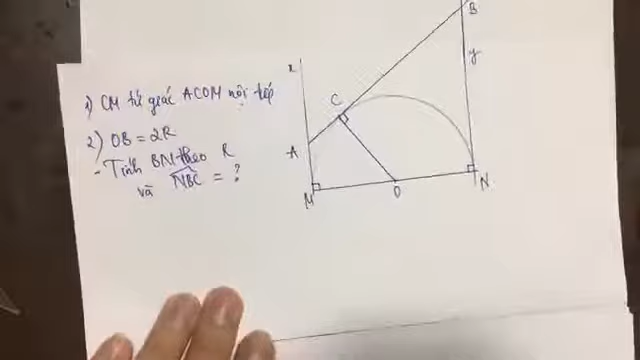 B
x
y
1) CM tứ giác ACOM nội tiếp
C
2) OB = 2R
A
- Tính BN theo R
và NBC = ?
M
O
N